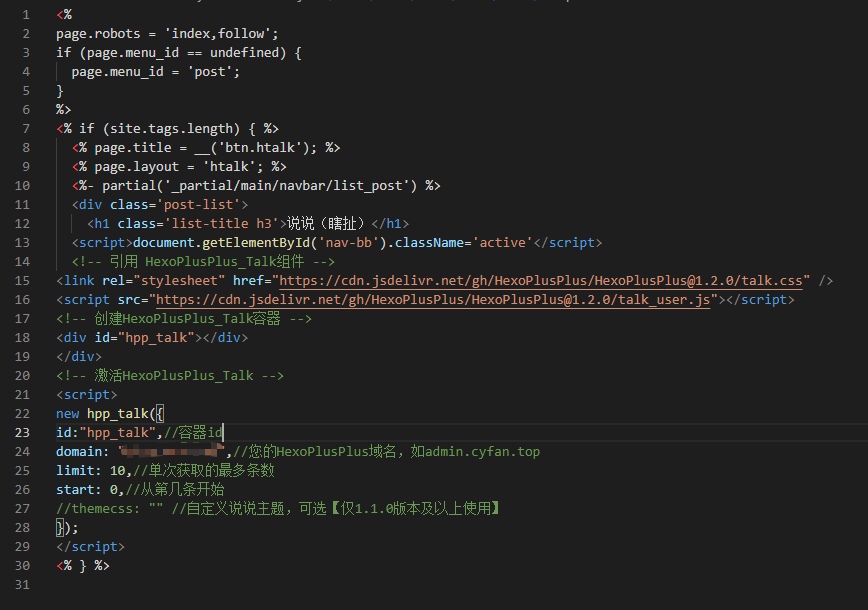 1 <%
2 page.robots = 'index,follow';
3 if (page.menu_id == undefined) {
4 page.menu_id = 'post';
5 }
6 %>
7 <% if (site.tags.length) { %>
8 <% page.title = __('btn.htalk'); %>
9 <% page.layout = 'htalk'; %>
10 <%- partial('_partial/main/navbar/list_post') %>
11 <div class='post-list'>
12 <h1 class='list-title h3'>说说（瞎扯）</h1>
13 <script>document.getElementById('nav-bb').className='active'</script>
14 <!-- 引用 HexoPlusPlus_Talk组件 -->
15 <link rel="stylesheet" href="https://cdn.jsdelivr.net/gh/HexoPlusPlus/HexoPlusPlus@1.2.0/talk.css" />
16 <script src="https://cdn.jsdelivr.net/gh/HexoPlusPlus/HexoPlusPlus@1.2.0/talk_user.js"></script>
17 <!-- 创建HexoPlusPlus_Talk容器 -->
18 <div id="hpp_talk"></div>
19 </div>
20 <!-- 激活HexoPlusPlus_Talk -->
21 <script>
22 new hpp_talk({
23 id:"hpp_talk",//容器id
24 domain: "",//您的HexoPlusPlus域名，如admin.cyfan.top
25 limit: 10,//单次获取的最多条数
26 start: 0,//从第几条开始
27 //themecss: "" //自定义说说主题，可选【仅1.1.0版本及以上使用】
28 });
29 </script>
30 <% } %>
31